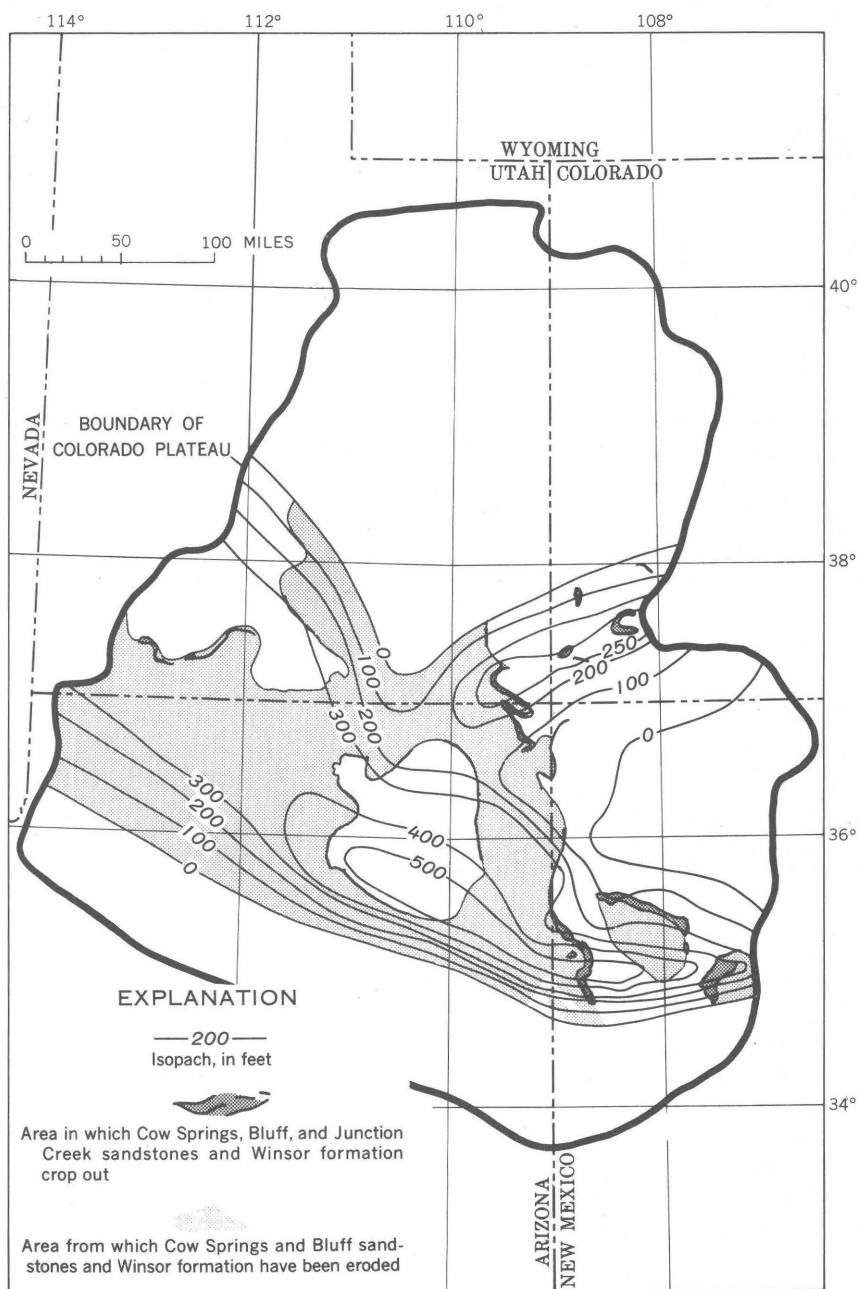 114° 112° 110° 108°
WYOMING
UTAH COLORADO
0 50 100 MILES
40°
NEVADA
BOUNDARY OF
COLORADO PLATEAU
38°
0
100
200
300
250
200
100
0
300
200
100
0
400
500
36°
EXPLANATION
200
Isopach, in feet
34°
Area in which Cow Springs, Bluff, and Junction
Creek sandstones and Winsor formation
crop out
ARIZONA
NEW MEXICO
Area from which Cow Springs and Bluff sand-
stones and Winsor formation have been eroded